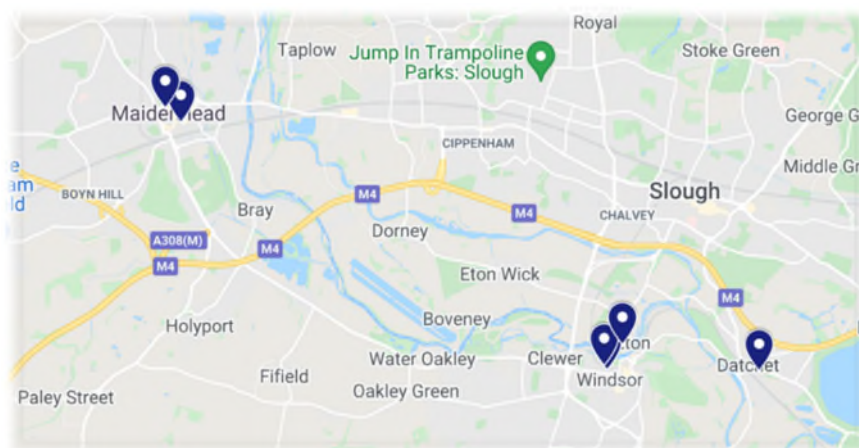 Royal
Taplow
Jump In Trampoline
Parks: Slough
Stoke Green
Maidenhead
George G
CIPPENHAM
Middle Gr
am
ld
BOYN HILL
M4
Slough
Bray
M4
CHALVEY
A308(M)
M4
Dorney
M4
Eton Wick
M4
Holyport
Boveney
Water Oakley
Clewer
Eton
Datchet
Fifield
Windsor
Paley Street
Oakley Green